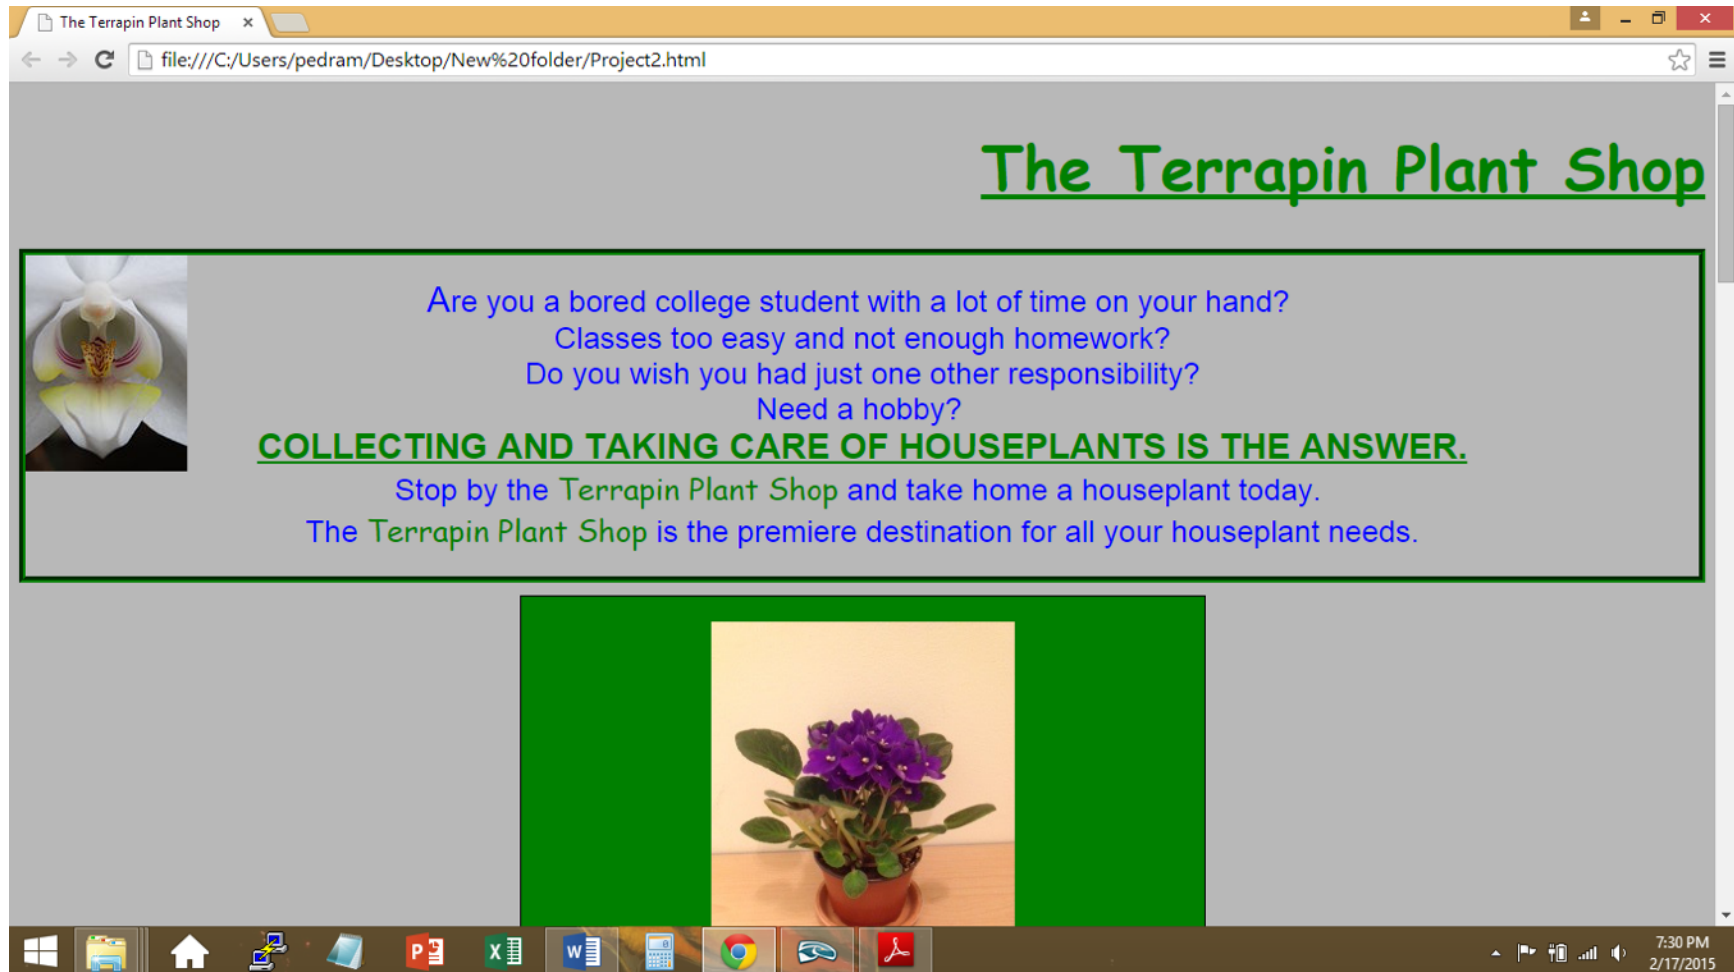 The Terrapin Plant Shop
file:///C:/Users/pedram/Desktop/New%20folder/Project2.html
The Terrapin Plant Shop
Are you a bored college student with a lot of time on your hand?
Classes too easy and not enough homework?
Do you wish you had just one other responsibility?
Need a hobby?
COLLECTING AND TAKING CARE OF HOUSEPLANTS IS THE ANSWER.
Stop by the Terrapin Plant Shop and take home a houseplant today.
The Terrapin Plant Shop is the premiere destination for all your houseplant needs.
7:30 PM
2/17/2015